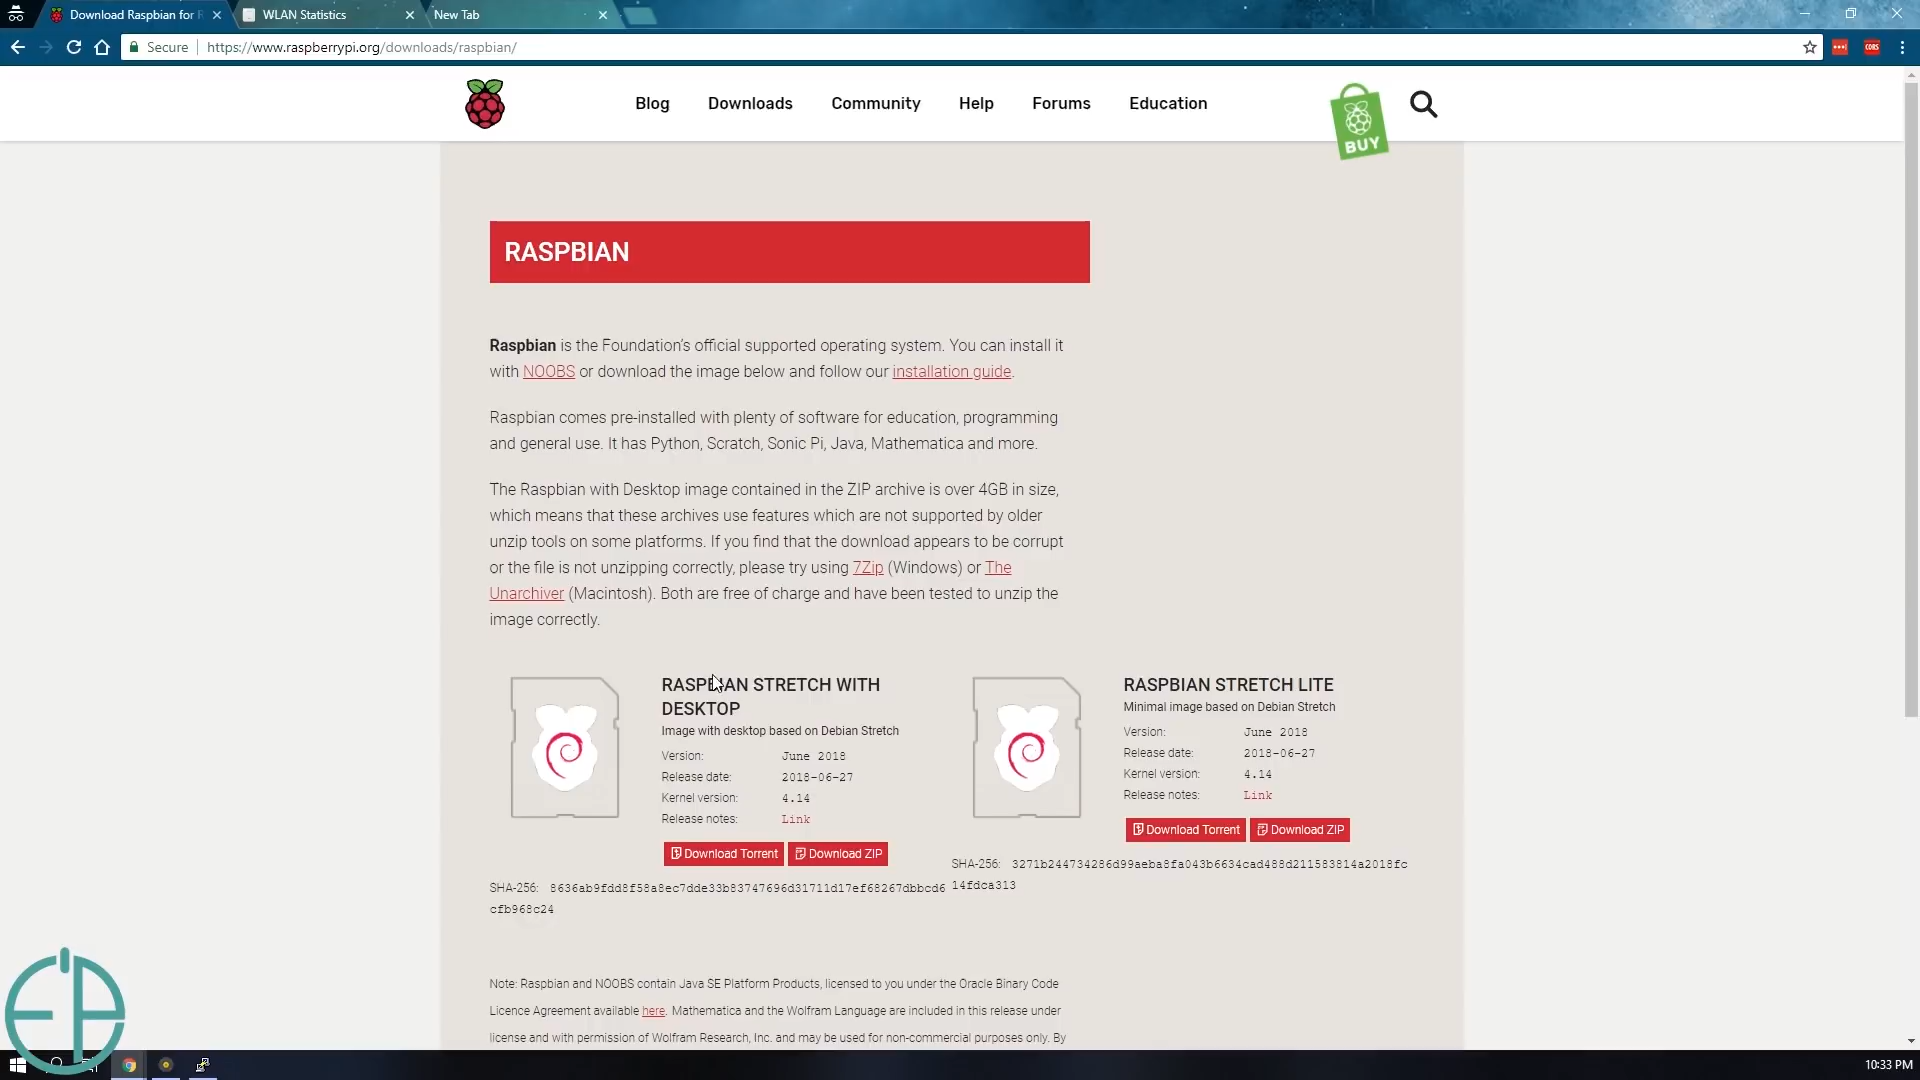 Download Raspbian for R
WLAN Statistics
New Tab
Secure
https://www.raspberrypi.org/downloads/raspbian/
CORS
Blog
Downloads
Community
Help
Forums
Education
BUY
RASPBIAN
Raspbian is the Foundation's official supported operating system. You can install it
with NOOBS or download the image below and follow our installation guide.
Raspbian comes pre-installed with plenty of software for education, programming
and general use. It has Python, Scratch, Sonic Pi, Java, Mathematica and more.
The Raspbian with Desktop image contained in the ZIP archive is over 4GB in size,
which means that these archives use features which are not supported by older
unzip tools on some platforms. If you find that the download appears to be corrupt
or the file is not unzipping correctly, please try using 7Zip (Windows) or The
Unarchiver (Macintosh). Both are free of charge and have been tested to unzip the
image correctly.
RASPBIAN STRETCH WITH
DESKTOP
Image with desktop based on Debian Stretch
Version: June 2018
Release date: 2018-06-27
Kernel version: 4.14
Release notes: Link
Download Torrent
Download ZIP
SHA-256: 8636ab9fdd8f58a8ec7dde33b83747696d31711d17ef68267dbbcd6
cfb968c24
RASPBIAN STRETCH LITE
Minimal image based on Debian Stretch
Version: June 2018
Release date: 2018-06-27
Kernel version: 4.14
Release notes: Link
Download Torrent
Download ZIP
SHA-256: 3271b244734286d99aeba8fa043b6634cad488d211583814a2018fc
14fdca313
Note: Raspbian and NOOBS contain Java SE Platform Products, licensed to you under the Oracle Binary Code
Licence Agreement available here. Mathematica and the Wolfram Language are included in this release under
license and with permission of Wolfram Research, Inc. and may be used for non-commercial purposes only. By
10:33 PM